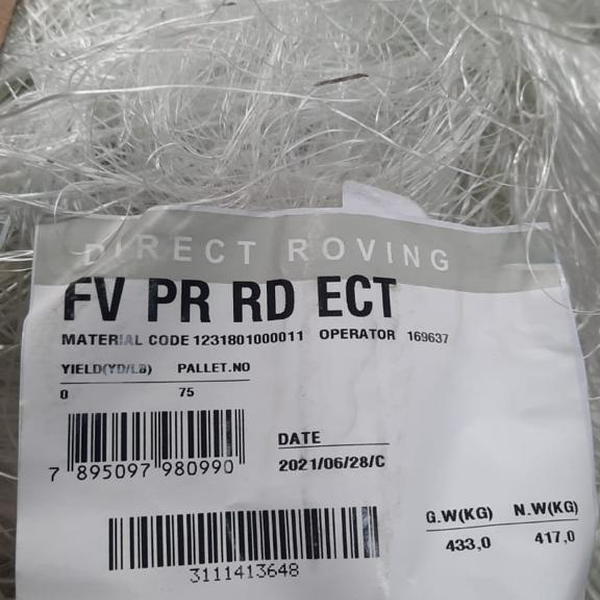 DIRECT ROVING
FV PR RD ECT
MATERIAL CODE 1231801000011 OPERATOR 169637
YIELD(YD/LB) PALLET.NO
0 75
7 895097 980990
DATE
2021/06/28/C
G.W(KG) N.W(KG)
433,0 417,0
3111413648